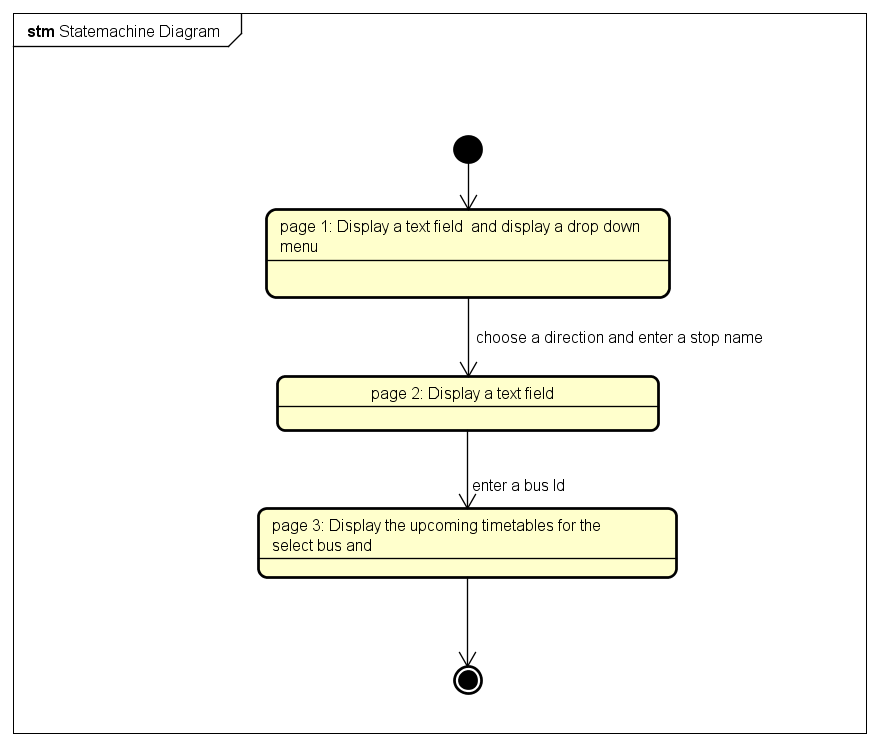 stm Statemachine Diagram
page 1: Display a text field  and display a drop down
menu
choose a direction and enter a stop name
page 2: Display a text field
enter a bus Id
page 3: Display the upcoming timetables for the
select bus and